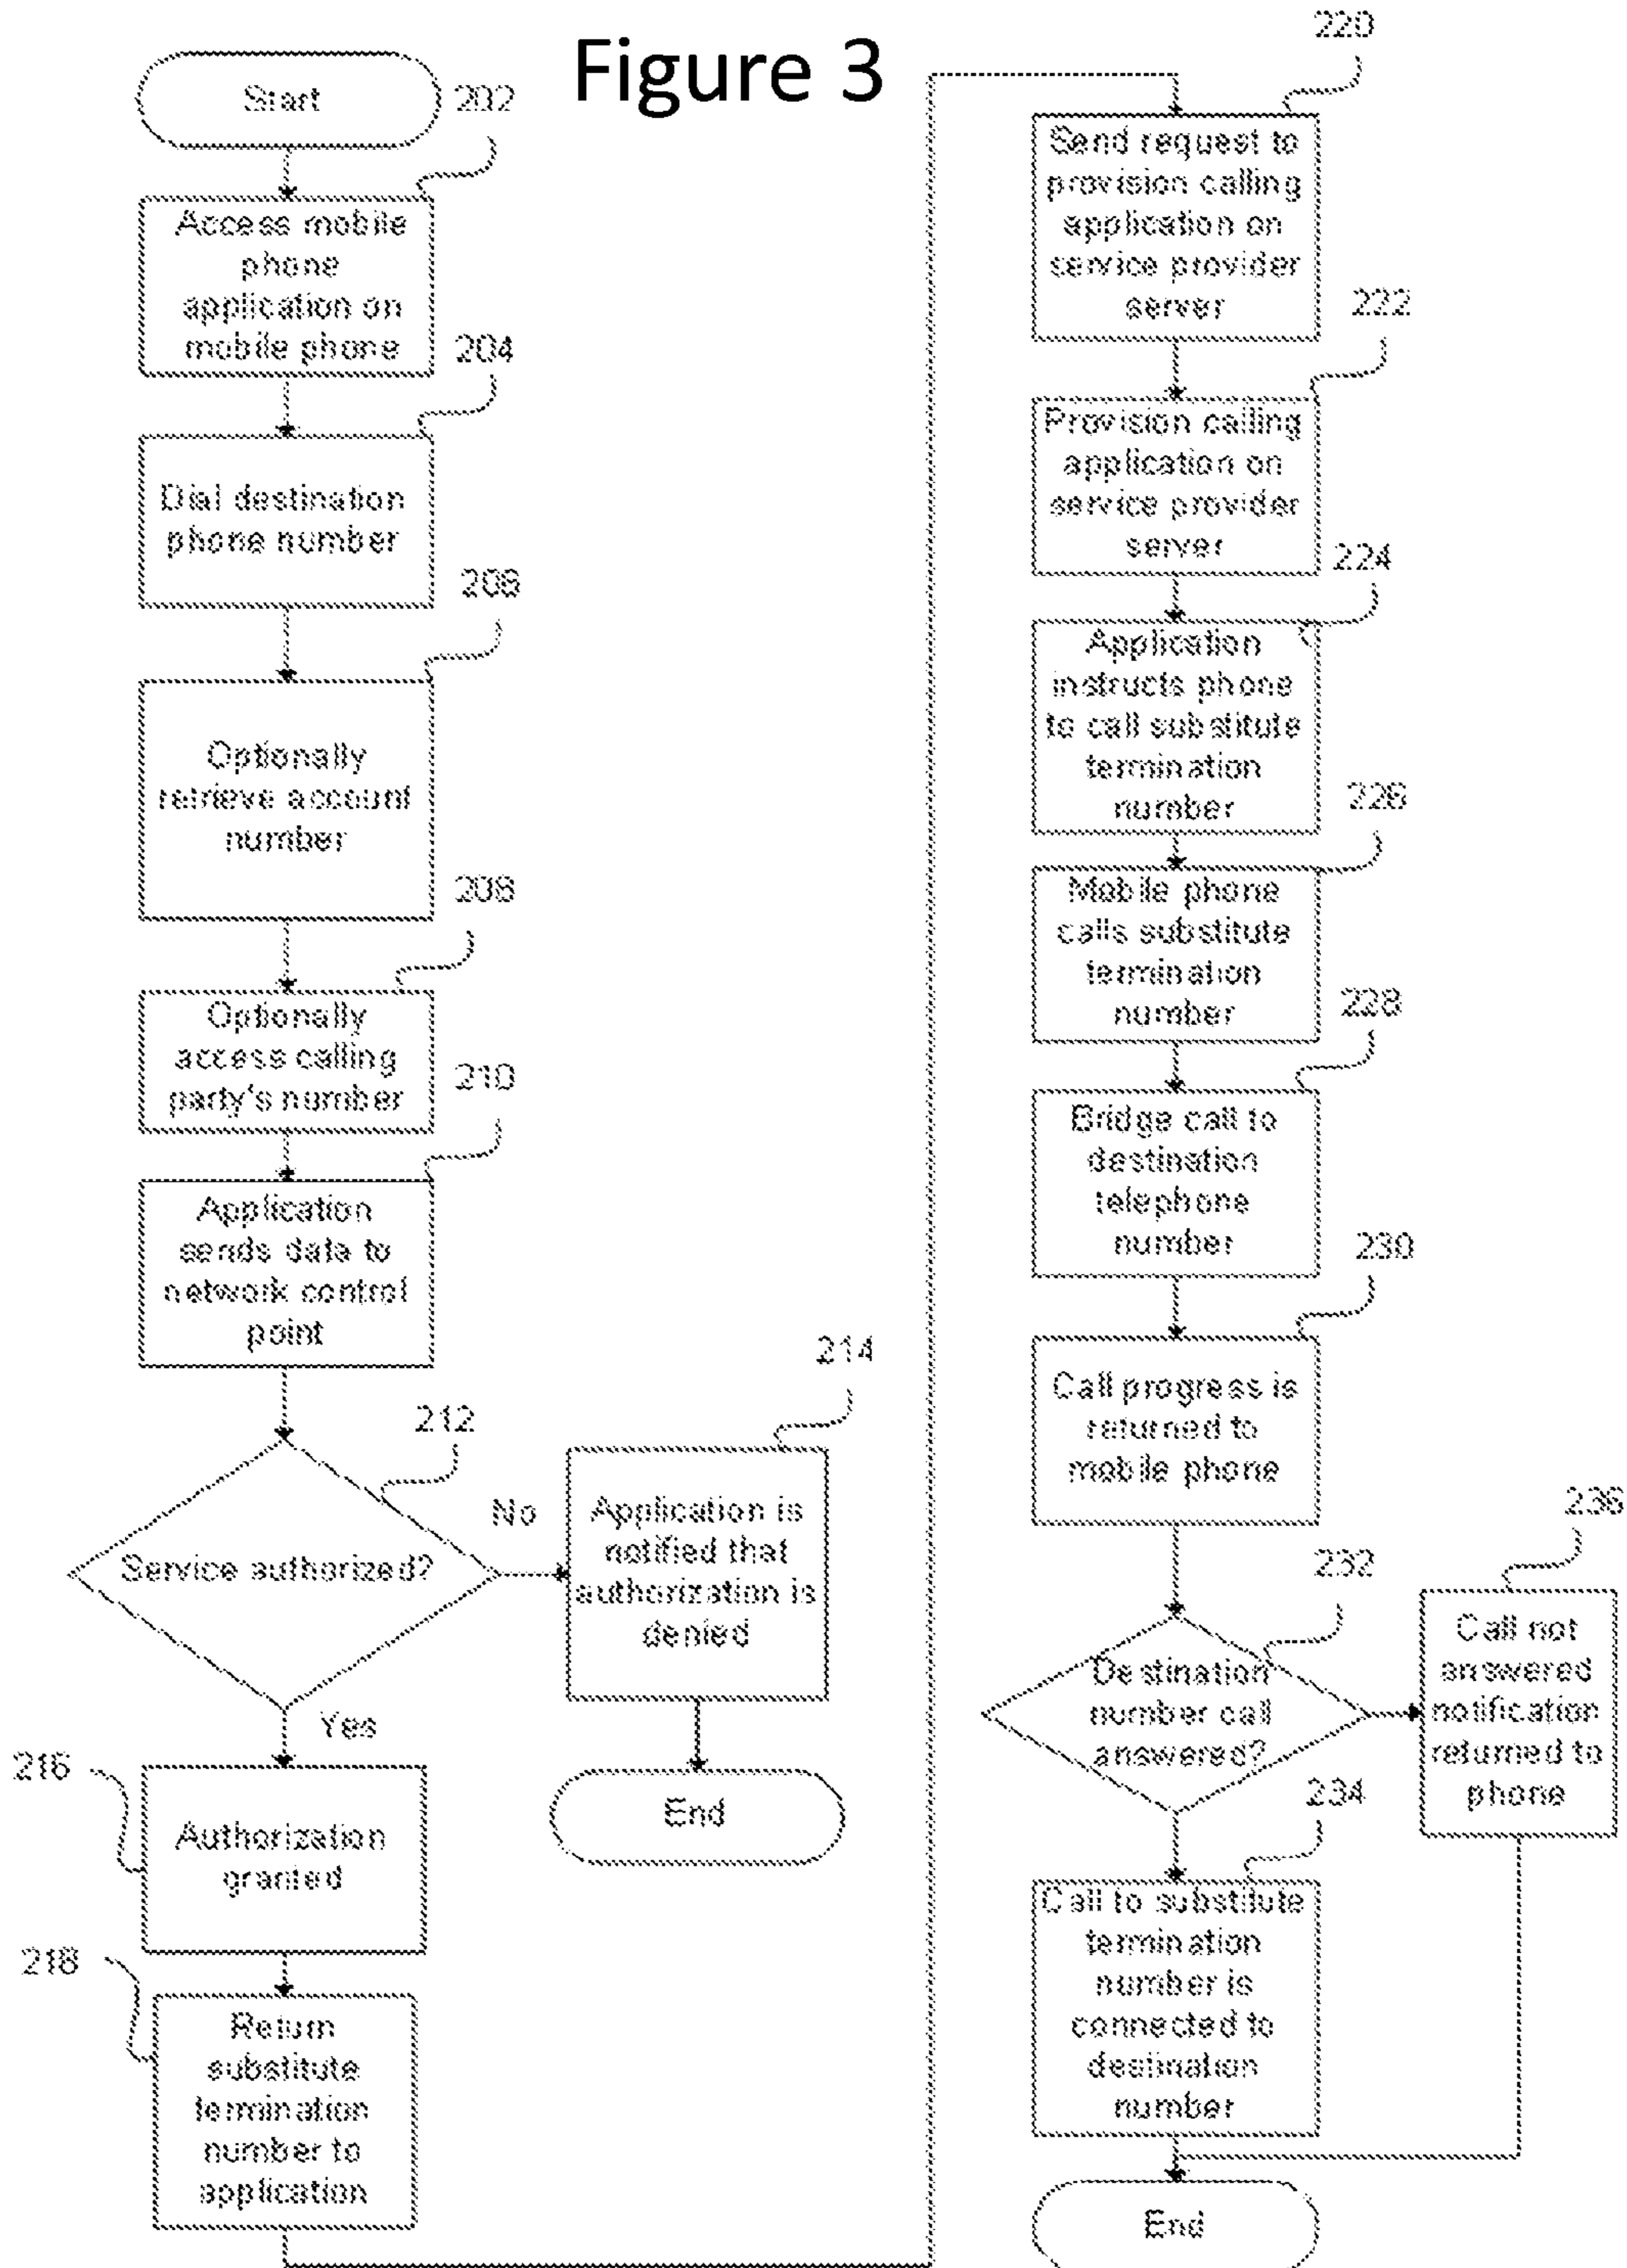 Figure 3
Start
202
Access mobile
phone
application on
mobile phone
204
Dial destination
phone number
206
Optionally
retrieve account
number
208
Optionally
access calling
party's number
210
Application
sends data to
network control
point
212
Service authorized?
No
214
Application is
notified that
authorization is
denied
End
Yes
216
Authorization
granted
218
Return
substitute
termination
number to
application
220
Send request to
provision calling
application on
service provider
server
222
Provision calling
application on
service provider
server
224
Application
instructs phone
to call substitute
termination
number
226
Mobile phone
calls substitute
termination
number
228
Bridge call to
destination
telephone
number
230
Call progress is
returned to
mobile phone
232
Destination
number call
answered?
236
Call not
answered
notification
returned to
phone
234
Call to substitute
termination
number is
connected to
destination
number
End